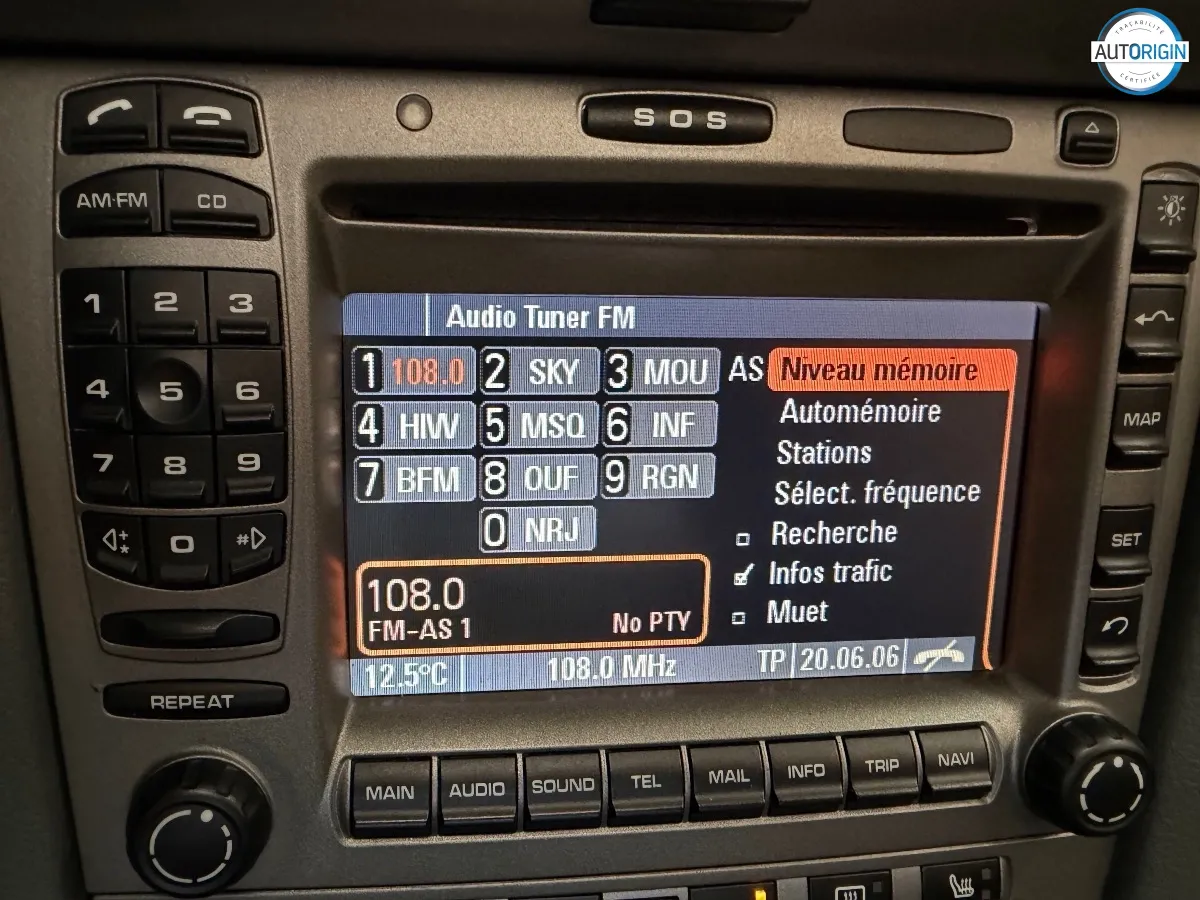 TRACABILITE
AUTORIGIN
CERTIFIEE
SOS
AM·FM CD
1 2 3
4 5 6
7 8 9
* 0 #
REPEAT
Audio Tuner FM
1 108.0 2 SKY 3 MOU AS Niveau mémoire
4 HIW 5 MSQ 6 INF Automémoire
7 BFM 8 OUF 9 RGN Stations
0 NRJ Sélect. fréquence
Recherche
Infos trafic
Muet
108.0
FM-AS 1 No PTY
12.5°C 108.0 MHz TP 20.06.06
MAP
SET
MAIN AUDIO SOUND TEL MAIL INFO TRIP NAVI